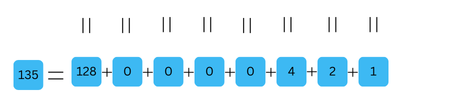 || || || || || || || ||
135 = 128 + 0 + 0 + 0 + 0 + 4 + 2 + 1